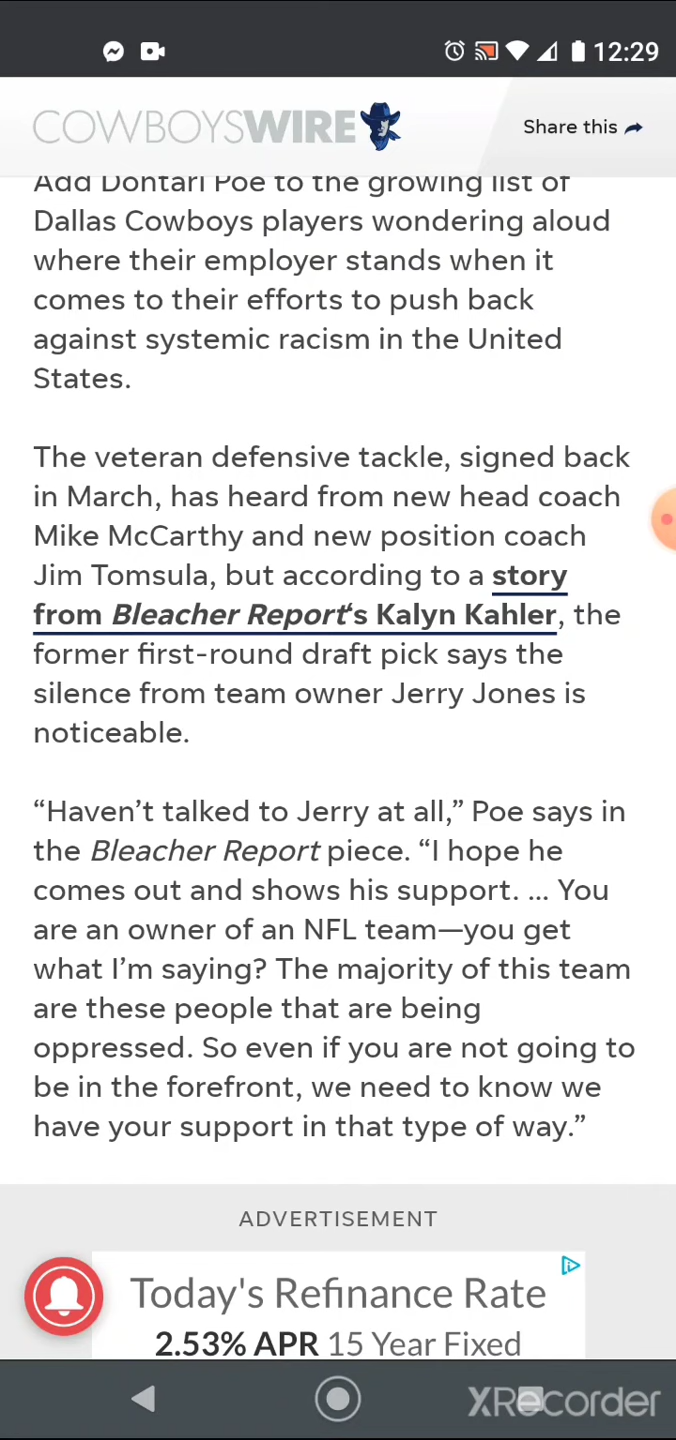 12:29
COWBOYSWIRE
Share this
Add Dontari Poe to the growing list of
Dallas Cowboys players wondering aloud
where their employer stands when it
comes to their efforts to push back
against systemic racism in the United
States.
The veteran defensive tackle, signed back
in March, has heard from new head coach
Mike McCarthy and new position coach
Jim Tomsula, but according to a story
from Bleacher Report‘s Kalyn Kahler, the
former first-round draft pick says the
silence from team owner Jerry Jones is
noticeable.
“Haven’t talked to Jerry at all,” Poe says in
the Bleacher Report piece. “I hope he
comes out and shows his support. … You
are an owner of an NFL team—you get
what I’m saying? The majority of this team
are these people that are being
oppressed. So even if you are not going to
be in the forefront, we need to know we
have your support in that type of way.”
ADVERTISEMENT
Today's Refinance Rate
2.53% APR 15 Year Fixed
XRecorder